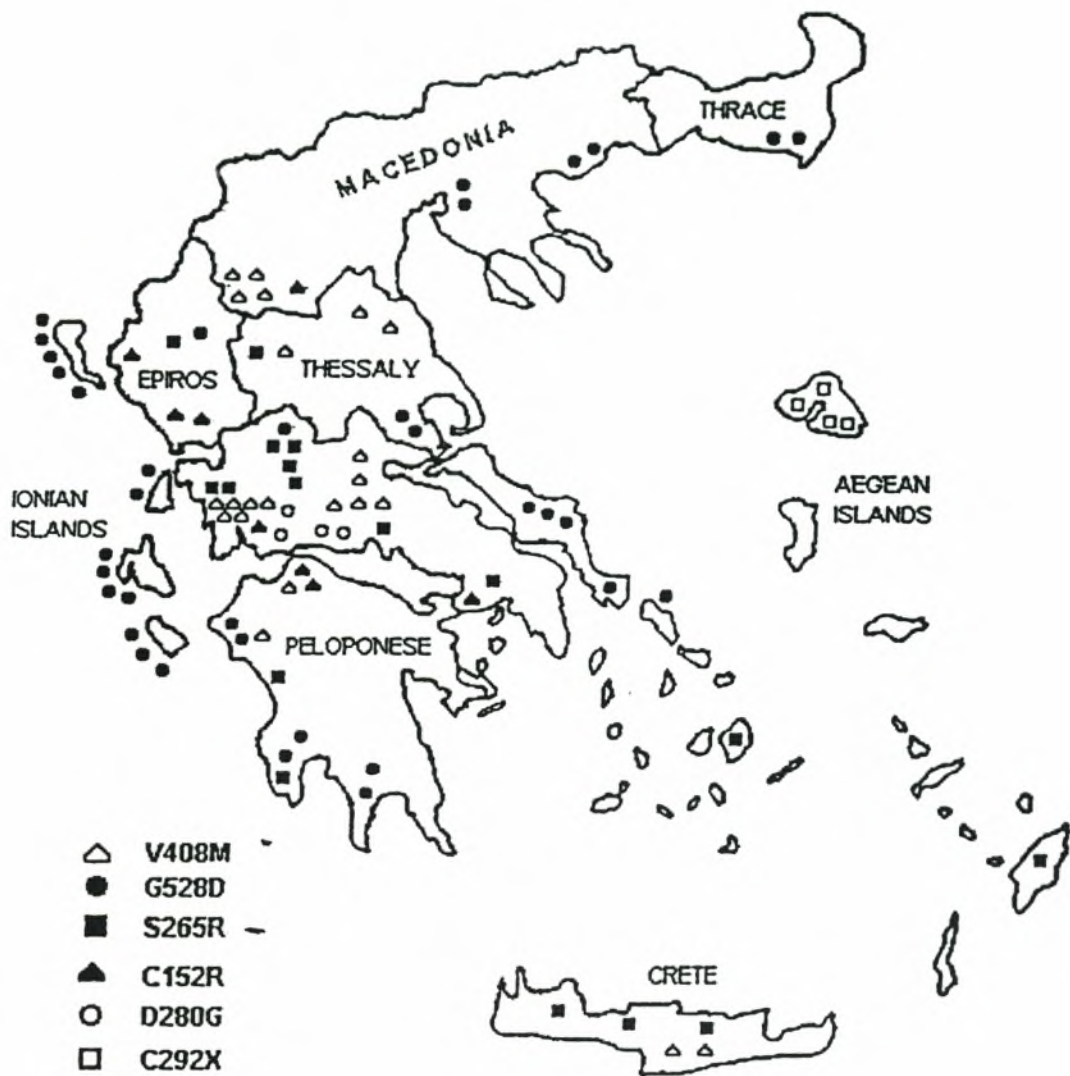 THRACE
MACEDONIA
EPIROS
THESSALY
IONIAN
ISLANDS
AEGEAN
ISLANDS
PELOPONESE
V408M
G528D
S265R
C152R
D280G
C292X
CRETE